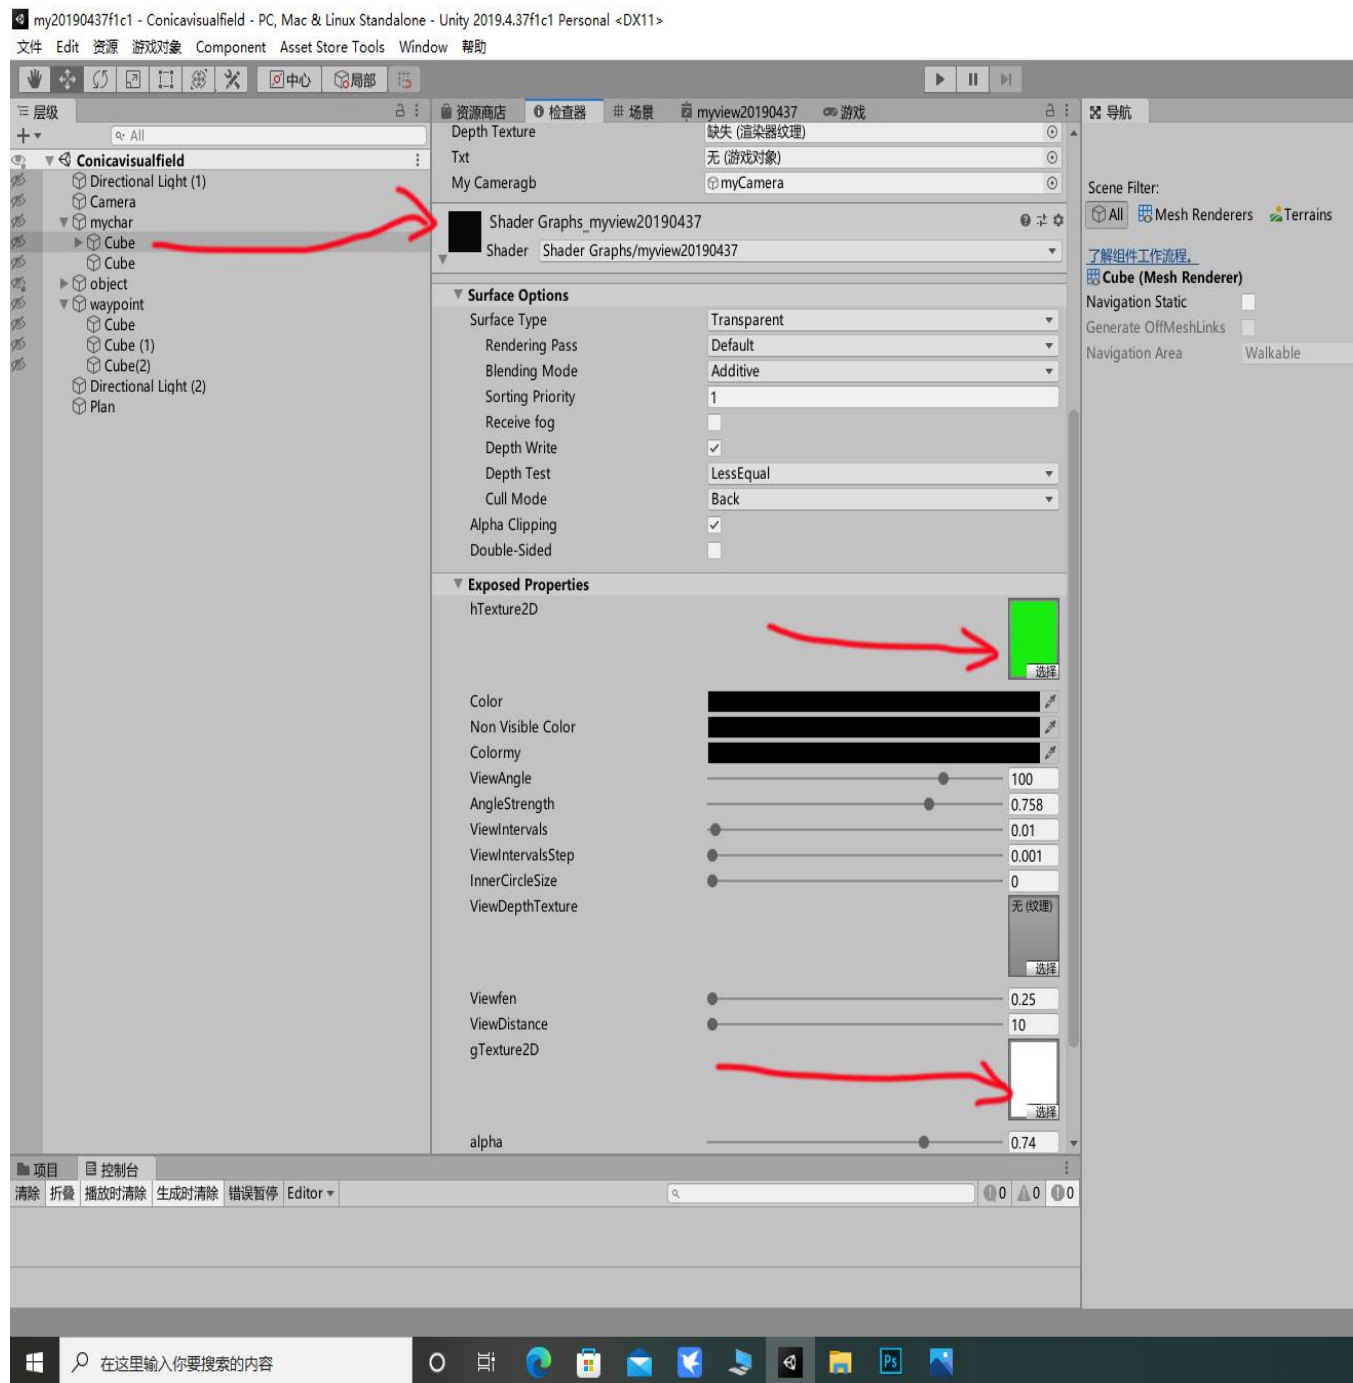 my20190437f1c1 - Conicavisualfield - PC, Mac & Linux Standalone - Unity 2019.4.37f1c1 Personal <DX11>
文件 Edit 资源 游戏对象 Component Asset Store Tools Window 帮助
中心 局部
层级
All
Conicavisualfield
Directional Light (1)
Camera
mychar
Cube
Cube
object
waypoint
Cube
Cube (1)
Cube(2)
Directional Light (2)
Plan
资源商店 检查器 场景 myview20190437 游戏
Depth Texture 缺失 (渲染器纹理)
Txt 无 (游戏对象)
My Cameragb myCamera
Shader Graphs_myview20190437
Shader Shader Graphs/myview20190437
Surface Options
Surface Type Transparent
Rendering Pass Default
Blending Mode Additive
Sorting Priority 1
Receive fog
Depth Write
Depth Test LessEqual
Cull Mode Back
Alpha Clipping
Double-Sided
Exposed Properties
hTexture2D
选择
Color
Non Visible Color
Colormy
ViewAngle 100
AngleStrength 0.758
ViewIntervals 0.01
ViewIntervalsStep 0.001
InnerCircleSize 0
ViewDepthTexture 无 (纹理)
选择
Viewfen 0.25
ViewDistance 10
gTexture2D
选择
alpha 0.74
导航
Scene Filter:
All Mesh Renderers Terrains
了解组件工作流程。
Cube (Mesh Renderer)
Navigation Static
Generate OffMeshLinks
Navigation Area Walkable
项目 控制台
清除 折叠 播放时清除 生成时清除 错误暂停 Editor
0 0 0
在这里输入你要搜索的内容
Ps